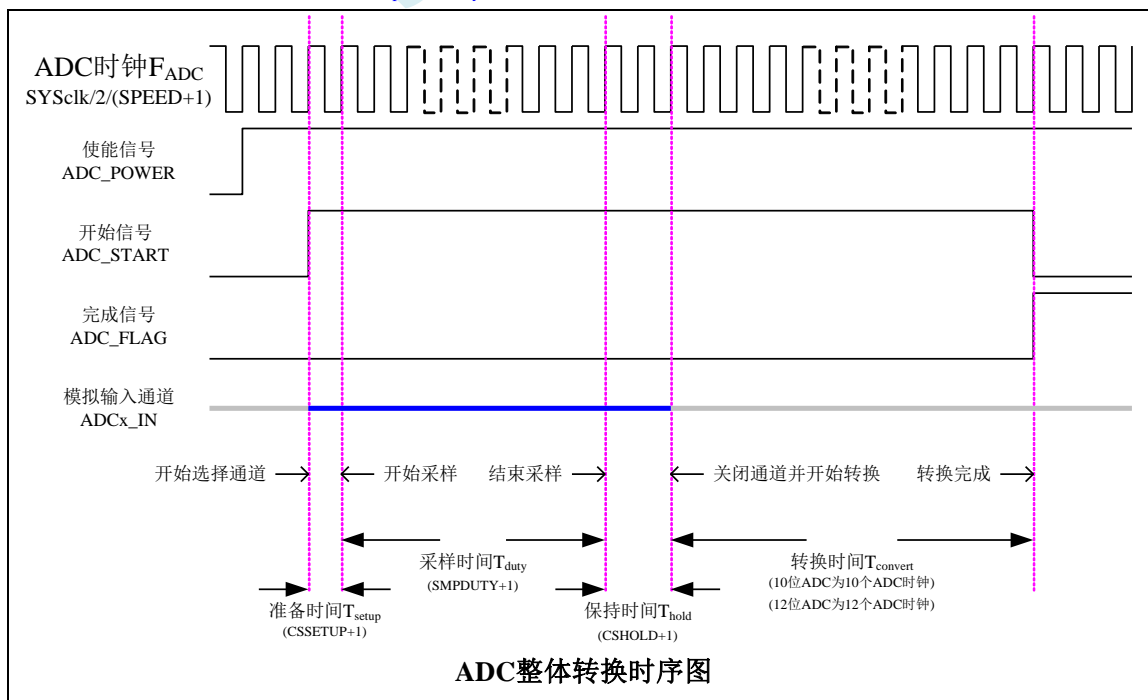 ADC时钟FADC
SYSclk/2/(SPEED+1)
使能信号
ADC_POWER
开始信号
ADC_START
完成信号
ADC_FLAG
模拟输入通道
ADCx_IN
开始选择通道 开始采样 结束采样 关闭通道并开始转换 转换完成
采样时间Tduty
(SMPDUTY+1)
转换时间Tconvert
(10位ADC为10个ADC时钟)
(12位ADC为12个ADC时钟)
准备时间Tsetup
(CSSETUP+1)
保持时间Thold
(CSHOLD+1)
ADC整体转换时序图